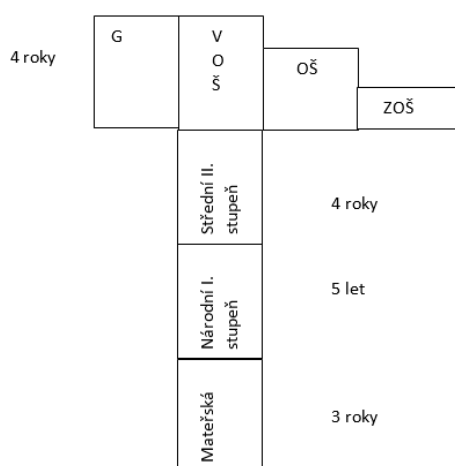 4 roky
G
V
O
Š
OŠ
ZOŠ
Střední II.
stupeň
4 roky
Národní I.
stupeň
5 let
Mateřská
3 roky